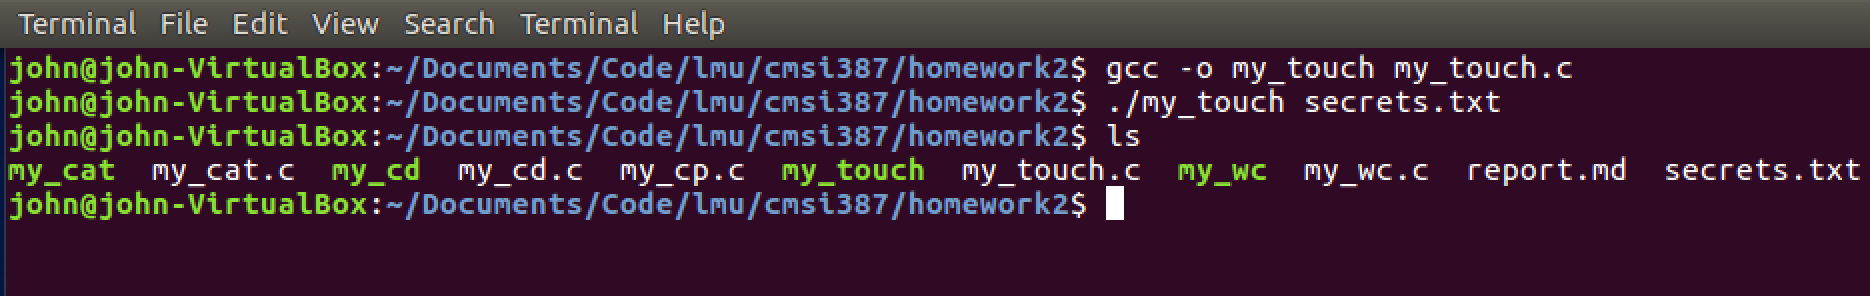 Terminal File Edit View Search Terminal Help
john@john-VirtualBox:~/Documents/Code/lmu/cmsi387/homework2$ gcc -o my_touch my_touch.c
john@john-VirtualBox:~/Documents/Code/lmu/cmsi387/homework2$ ./my_touch secrets.txt
john@john-VirtualBox:~/Documents/Code/lmu/cmsi387/homework2$ ls
my_cat my_cat.c my_cd my_cd.c my_cp.c my_touch my_touch.c my_wc my_wc.c report.md secrets.txt
john@john-VirtualBox:~/Documents/Code/lmu/cmsi387/homework2$